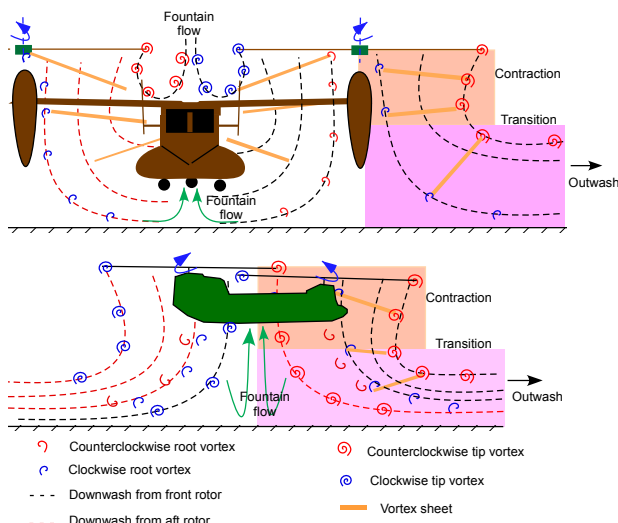 Fountain
flow
Contraction
Transition
Outwash
Fountain
flow
Contraction
Transition
Outwash
Fountain
flow
Counterclockwise root vortex
Clockwise root vortex
Downwash from front rotor
Downwash from aft rotor
Counterclockwise tip vortex
Clockwise tip vortex
Vortex sheet